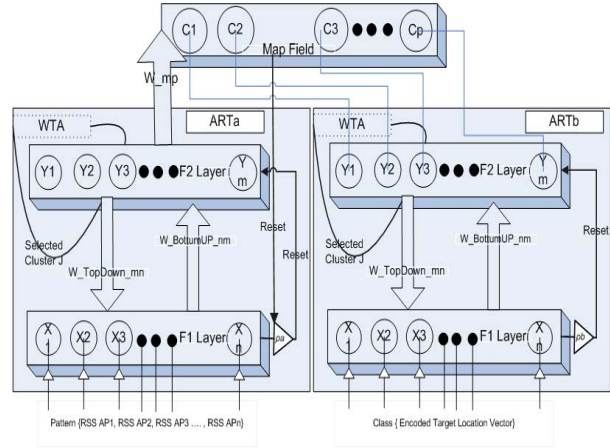 C1 C2 C3 Cp
Map Field
W_mp
WTA ARTa
Y1 Y2 Y3 F2 Layer Y m
Selected
Cluster J
W_TopDown_mn
W_BottumUP_nm
Reset
Reset
X 1 X2 X3 F1 Layer X n
pa
Pattern {RSS AP1, RSS AP2, RSS AP3 .... , RSS APn}
WTA ARTb
Y1 Y2 Y3 F2 Layer Y m
Selected
Cluster J
W_TopDown_mn
W_BottumUP_nm
Reset
X 1 X2 X3 F1 Layer X n
pb
Class { Encoded Target Location Vector}